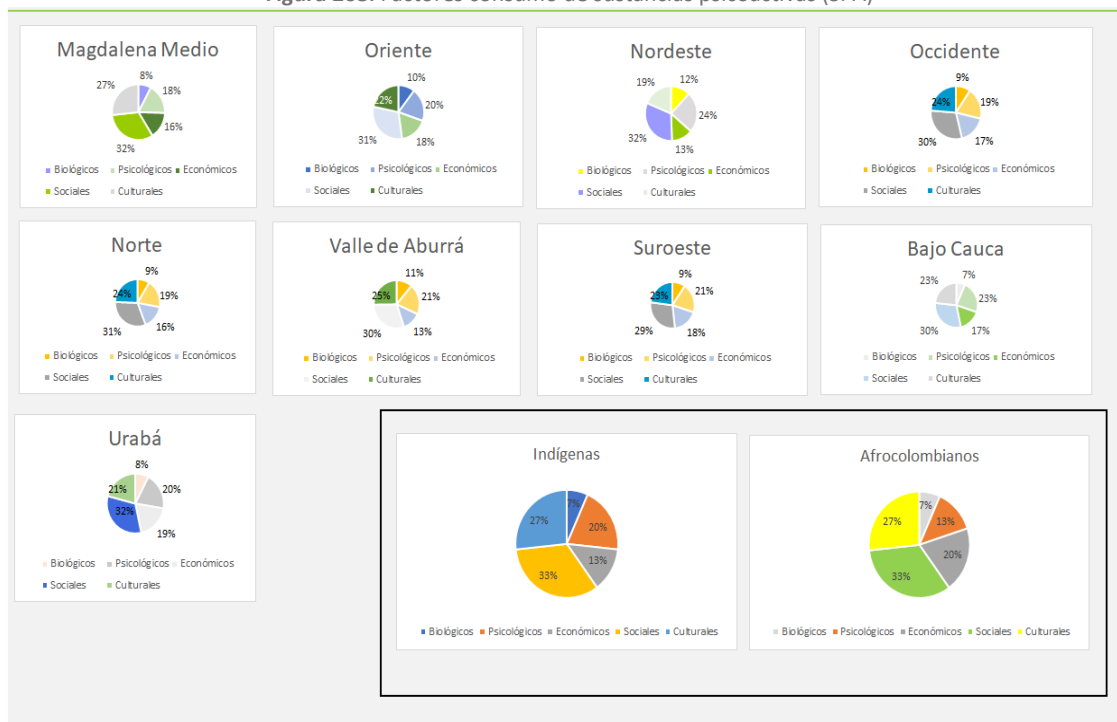 Magdalena Medio
8%
27%
18%
16%
32%
Biológicos Psicológicos Económicos
Sociales Culturales
Oriente
10%
22%
20%
31%
18%
Biológicos Psicológicos Económicos
Sociales Culturales
Nordeste
19%
12%
24%
32%
13%
Biológicos Psicológicos Económicos
Sociales Culturales
Occidente
9%
24%
19%
30%
17%
Biológicos Psicológicos Económicos
Sociales Culturales
Norte
9%
24%
19%
31%
16%
Biológicos Psicológicos Económicos
Sociales Culturales
Valle de Aburrá
11%
25%
21%
30%
13%
Biológicos Psicológicos Económicos
Sociales Culturales
Suroeste
9%
23%
21%
29%
18%
Biológicos Psicológicos Económicos
Sociales Culturales
Bajo Cauca
23%
7%
23%
30%
17%
Biológicos Psicológicos Económicos
Sociales Culturales
Urabá
8%
21%
20%
32%
19%
Biológicos Psicológicos Económicos
Sociales Culturales
Indígenas
7%
27%
20%
13%
33%
Biológicos Psicológicos Económicos Sociales Culturales
Afrocolombianos
7%
27%
13%
20%
33%
Biológicos Psicológicos Económicos Sociales Culturales